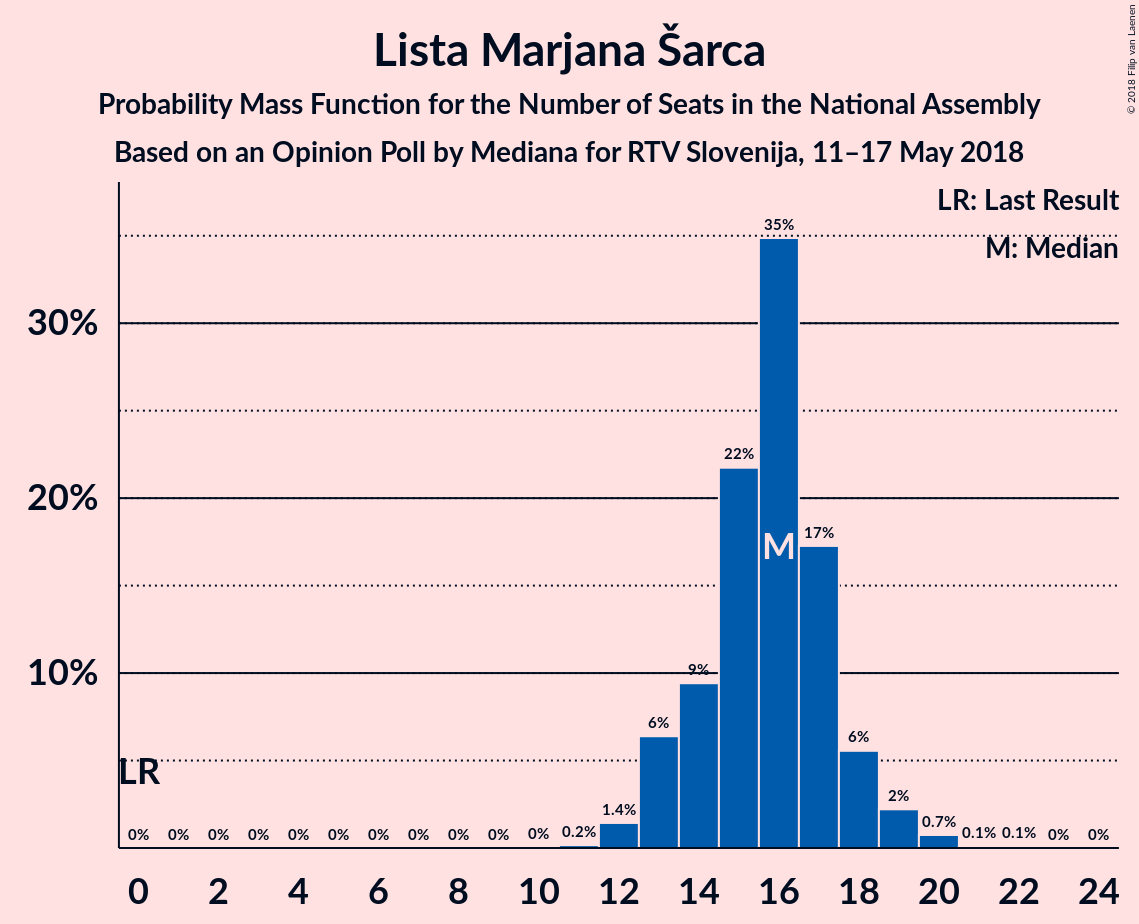 Lista Marjana Šarca
Probability Mass Function for the Number of Seats in the National Assembly
Based on an Opinion Poll by Mediana for RTV Slovenija, 11–17 May 2018
© 2018 Filip van Laenen
LR: Last Result
M: Median
35%
30%
22%
20%
17%
M
10%
9%
6%
6%
LR
2%
1.4%
0.7%
0% 0% 0% 0% 0% 0% 0% 0% 0% 0% 0% 0.2% 0.1% 0.1% 0% 0%
0 2 4 6 8 10 12 14 16 18 20 22 24